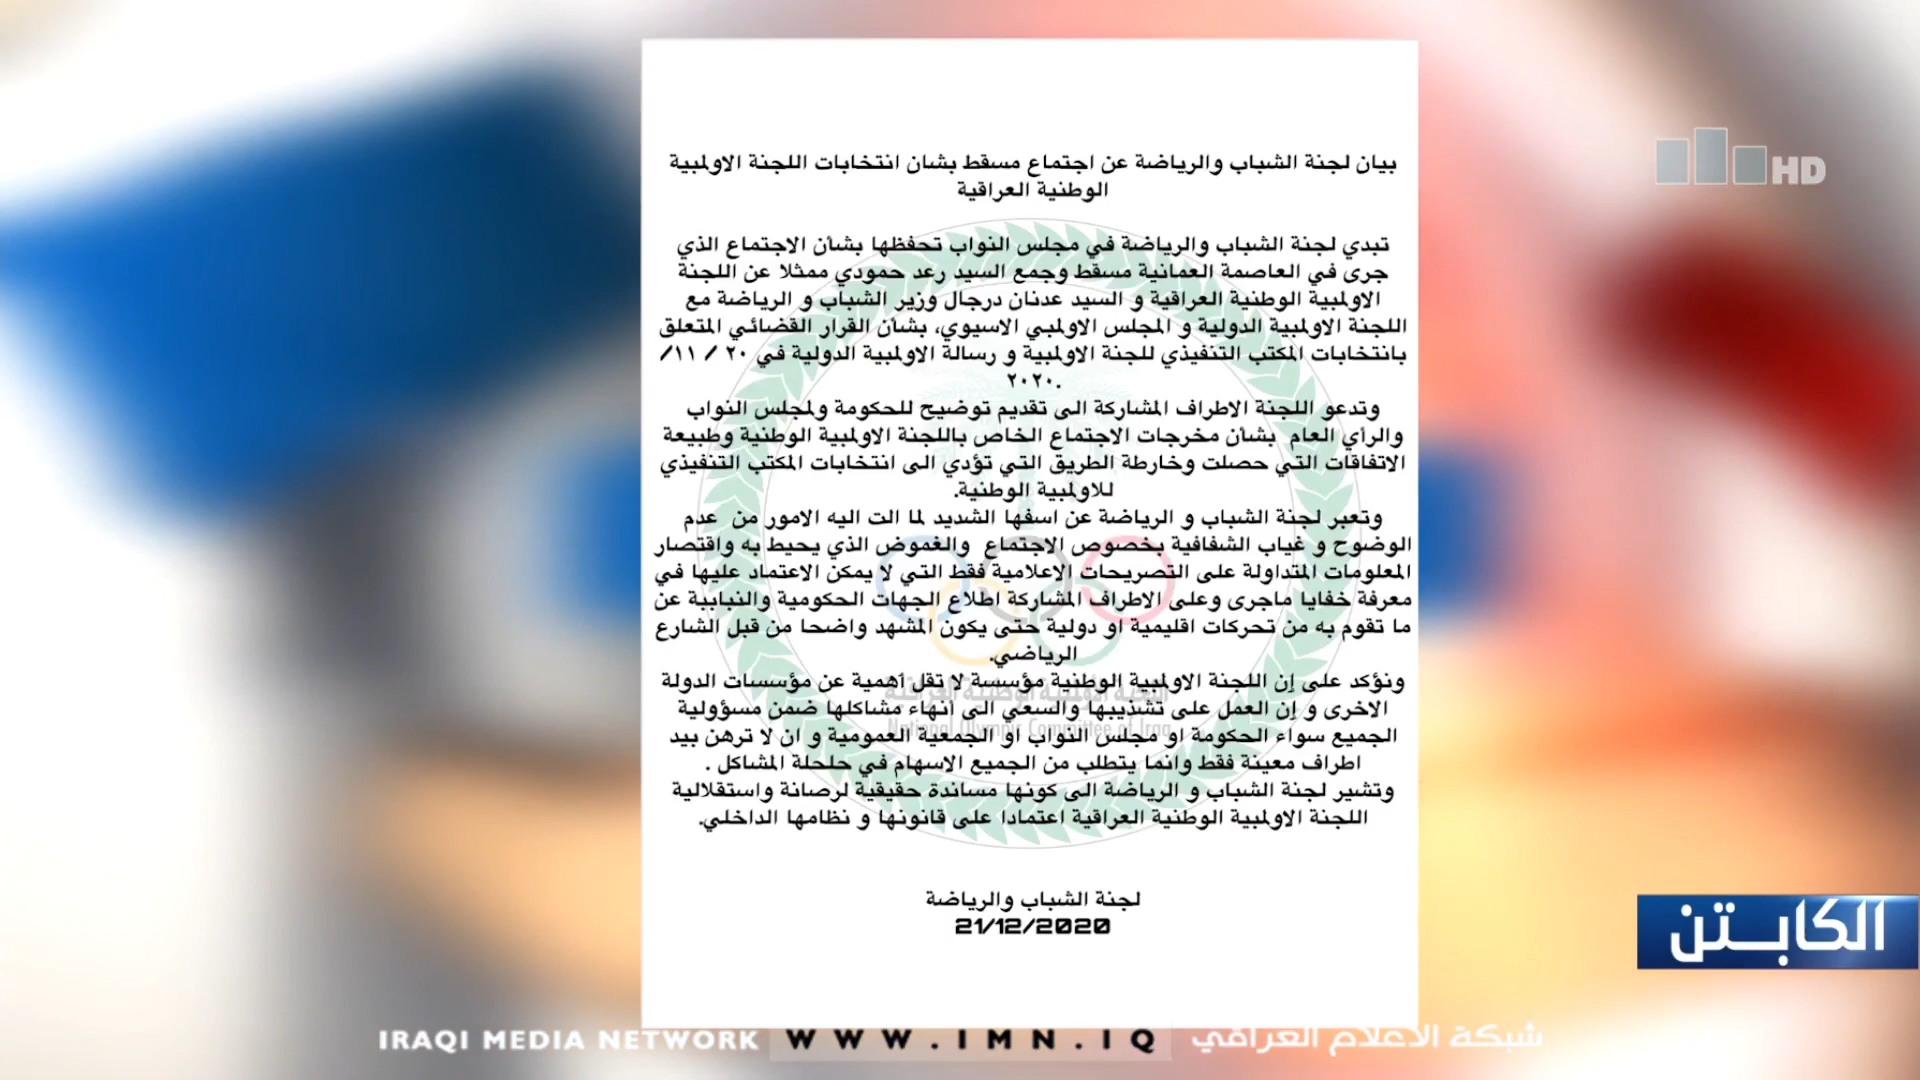 بيان لجنة الشباب والرياضة عن اجتماع مسقط بشان انتخابات اللجنة الاولمبية
الوطنية العراقية
تبدي لجنة الشباب والرياضة في مجلس النواب تحفظها بشأن الاجتماع الذي
جرى في العاصمة العمانية مسقط وجمع السيد رعد حمودي ممثلا عن اللجنة
الاولمبية الوطنية العراقية و السيد عدنان درجال وزير الشباب و الرياضة مع
اللجنة الاولمبية الدولية و المجلس الاولمبي الاسيوي، بشأن القرار القضائي المتعلق
بانتخابات المكتب التنفيذي للجنة الاولمبية و رسالة الاولمبية الدولية في ٢٠ / ١١/
٢٠٢٠.
وتدعو اللجنة الاطراف المشاركة الى تقديم توضيح للحكومة ولمجلس النواب
والرأي العام  بشأن مخرجات الاجتماع الخاص باللجنة الاولمبية الوطنية وطبيعة
الاتفاقات التي حصلت وخارطة الطريق التي تؤدي الى انتخابات المكتب التنفيذي
للاولمبية الوطنية.
وتعبر لجنة الشباب و الرياضة عن اسفها الشديد لما الت اليه الامور من  عدم
الوضوح و غياب الشفافية بخصوص الاجتماع  والغموض الذي يحيط به واقتصار
المعلومات المتداولة على التصريحات الاعلامية فقط التي لا يمكن الاعتماد عليها في
معرفة خفايا ماجرى وعلى الاطراف المشاركة اطلاع الجهات الحكومية والنيابية عن
ما تقوم به من تحركات اقليمية او دولية حتى يكون المشهد واضحا من قبل الشارع
الرياضي.
ونؤكد على إن اللجنة الاولمبية الوطنية مؤسسة لا تقل أهمية عن مؤسسات الدولة
الاخرى و إن العمل على تشذيبها والسعي الى أنهاء مشاكلها ضمن مسؤولية
الجميع سواء الحكومة او مجلس النواب او الجمعية العمومية و ان لا ترهن بيد
اطراف معينة فقط وانما يتطلب من الجميع الاسهام في حلحلة المشاكل .
وتشير لجنة الشباب و الرياضة الى كونها مساندة حقيقية لرصانة واستقلالية
اللجنة الاولمبية الوطنية العراقية اعتمادا على قانونها و نظامها الداخلي.
اللجنة الاولمبية الوطنية العراقية
National Olympic Committee of Iraq
لجنة الشباب والرياضة
21/12/2020
HD
الكابتن
IRAQI MEDIA NETWORK WWW.IMN.IQ شبكة الاعلام العراقي